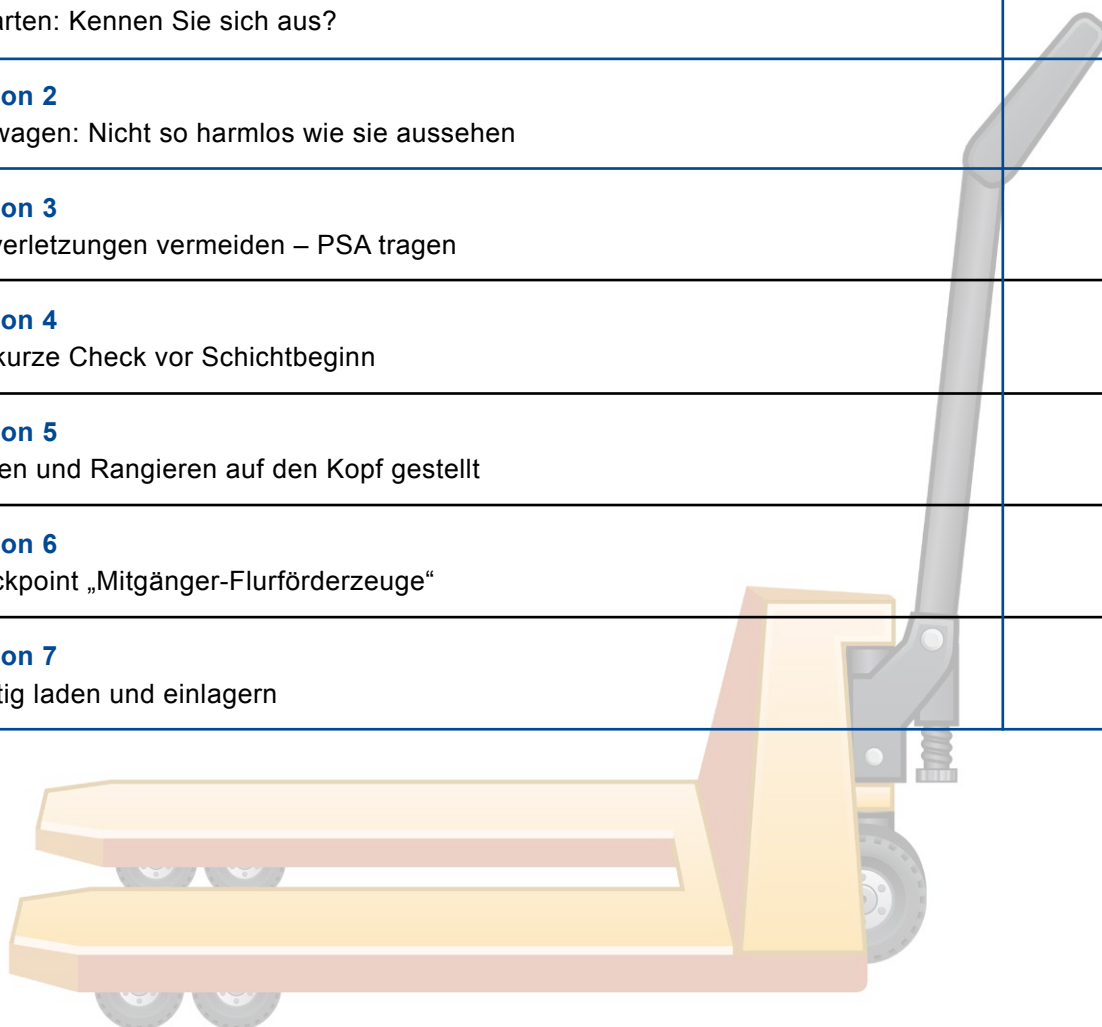 arten: Kennen Sie sich aus?
on 2
wagen: Nicht so harmlos wie sie aussehen
on 3
verletzungen vermeiden – PSA tragen
on 4
kurze Check vor Schichtbeginn
on 5
en und Rangieren auf den Kopf gestellt
on 6
ckpoint „Mitgänger-Flurförderzeuge“
on 7
tig laden und einlagern